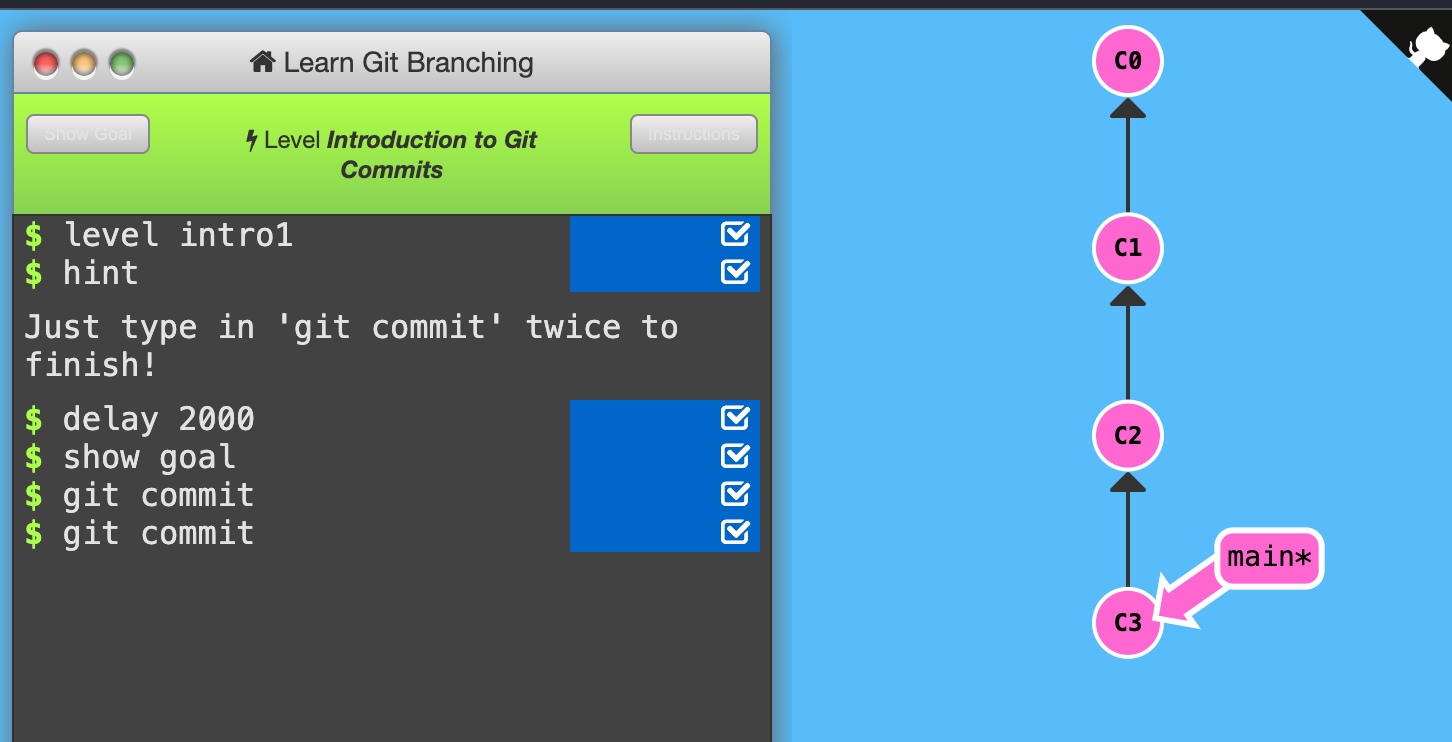 Learn Git Branching
Show Goal
Level Introduction to Git
Commits
Instructions
$ level intro1
$ hint
Just type in 'git commit' twice to
finish!
$ delay 2000
$ show goal
$ git commit
$ git commit
C0
C1
C2
main*
C3